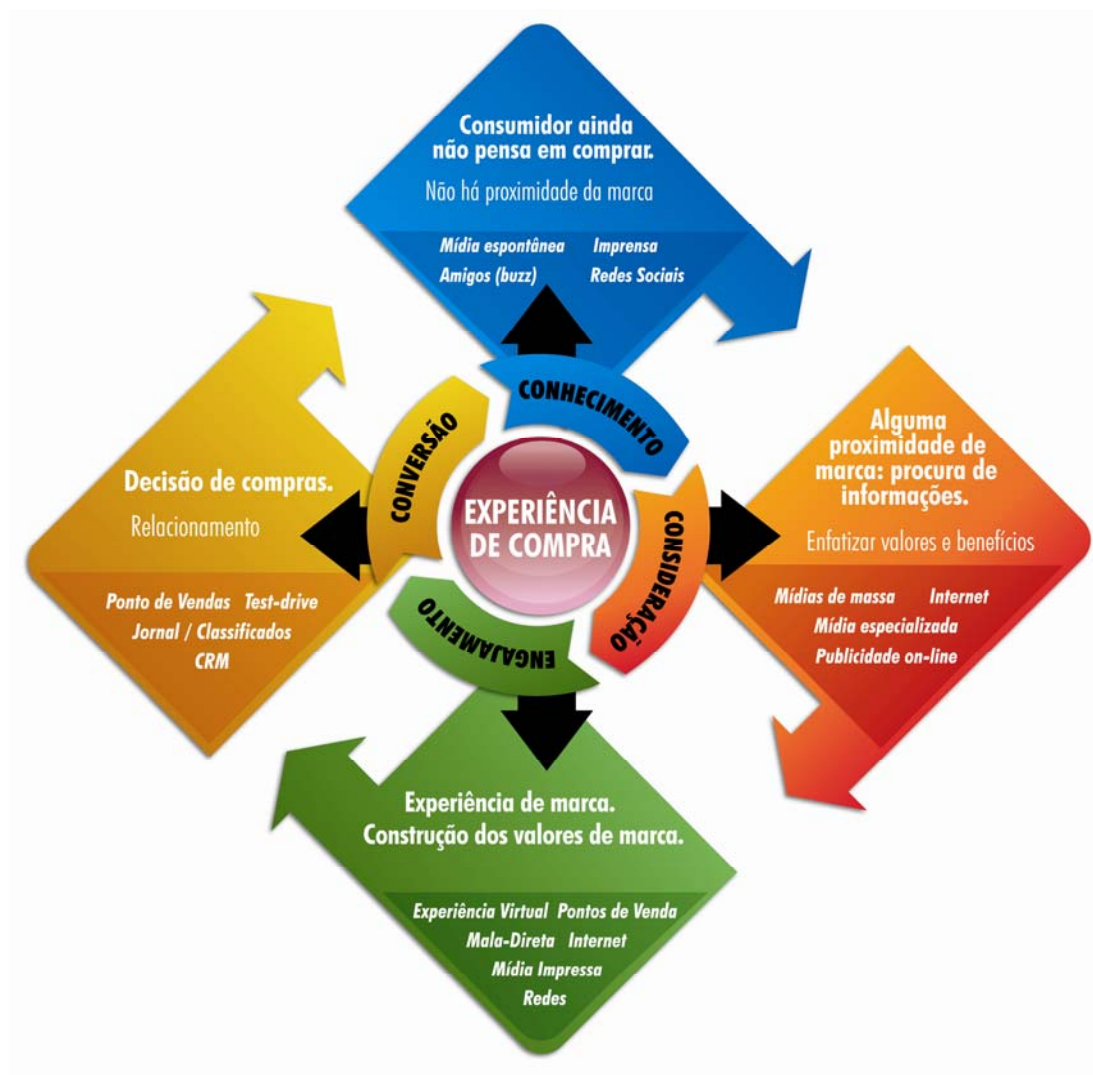 Consumidor ainda
não pensa em comprar.
Não há proximidade da marca
Mídia espontânea Imprensa
Amigos (buzz) Redes Sociais
CONHECIMENTO
Alguma
proximidade de
marca: procura de
informações.
Enfatizar valores e benefícios
Mídias de massa Internet
Mídia especializada
Publicidade on-line
CONSIDERAÇÃO
EXPERIÊNCIA
DE COMPRA
CONVERSÃO
Decisão de compras.
Relacionamento
Ponto de Vendas Test-drive
Jornal / Classificados
CRM
ENGAJAMENTO
Experiência de marca.
Construção dos valores de marca.
Experiência Virtual Pontos de Venda
Mala-Direta Internet
Mídia Impressa
Redes